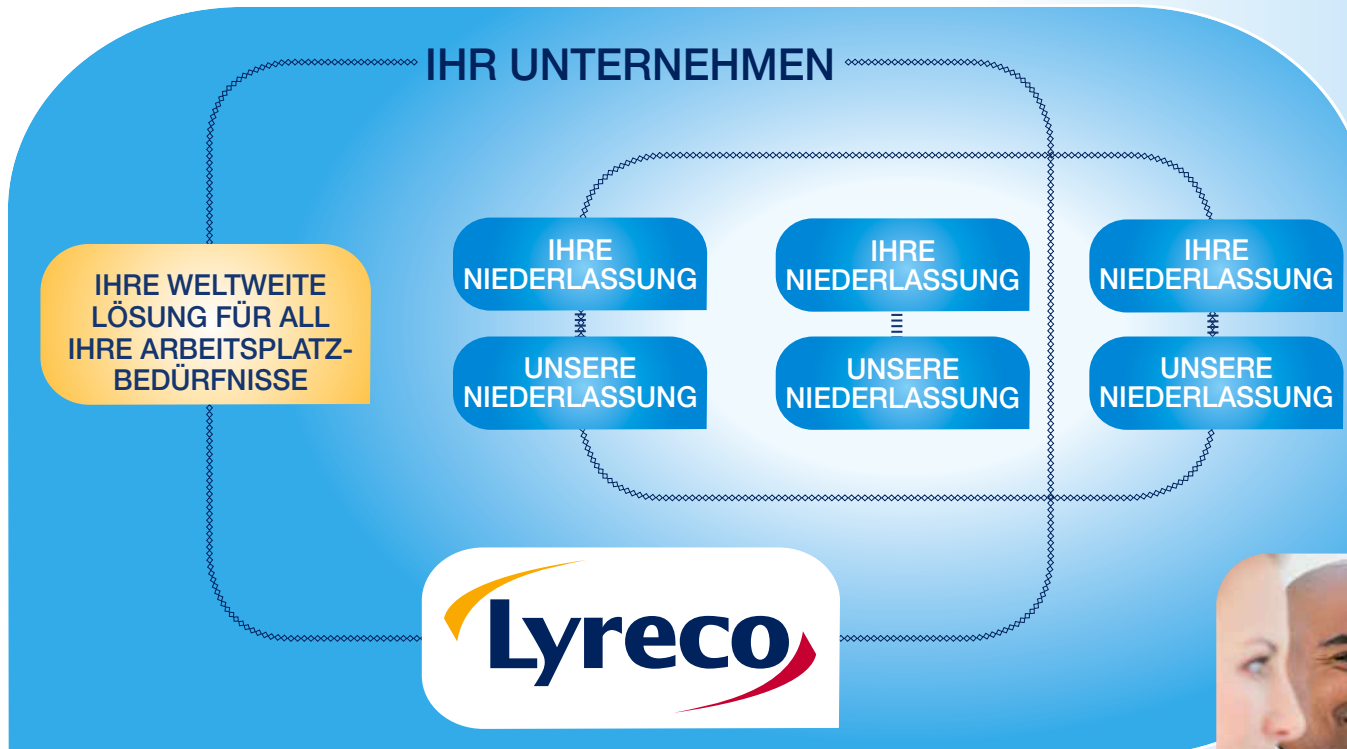 IHR UNTERNEHMEN
IHRE WELTWEITE
LÖSUNG FÜR ALL
IHRE ARBEITSPLATZ-
BEDÜRFNISSE
IHRE
NIEDERLASSUNG
IHRE
NIEDERLASSUNG
IHRE
NIEDERLASSUNG
UNSERE
NIEDERLASSUNG
UNSERE
NIEDERLASSUNG
UNSERE
NIEDERLASSUNG
Lyreco